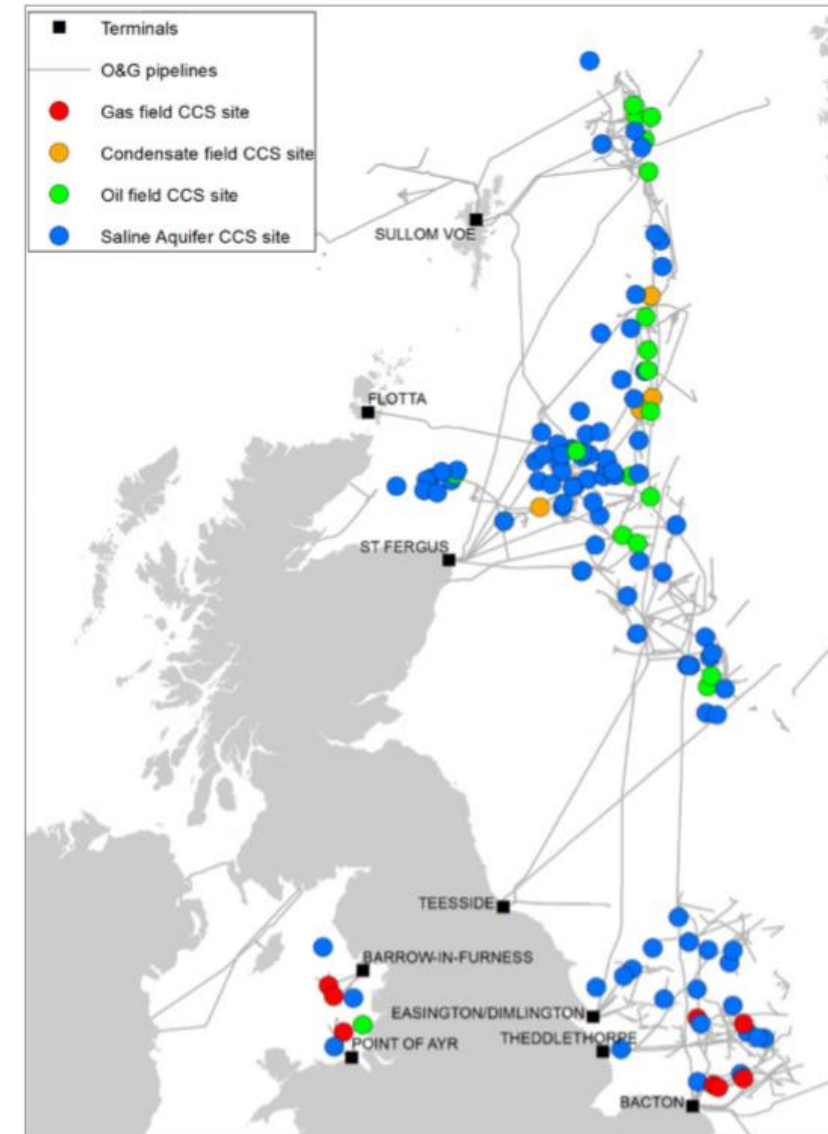 Terminals
O&G pipelines
Gas field CCS site
Condensate field CCS site
Oil field CCS site
Saline Aquifer CCS site
SULLOM VOE
FLOTTA
ST FERGUS
TEESSIDE
BARROW-IN-FURNESS
EASINGTON/DIMLINGTON
THEDDLETHORPE
POINT OF AYR
BACTON